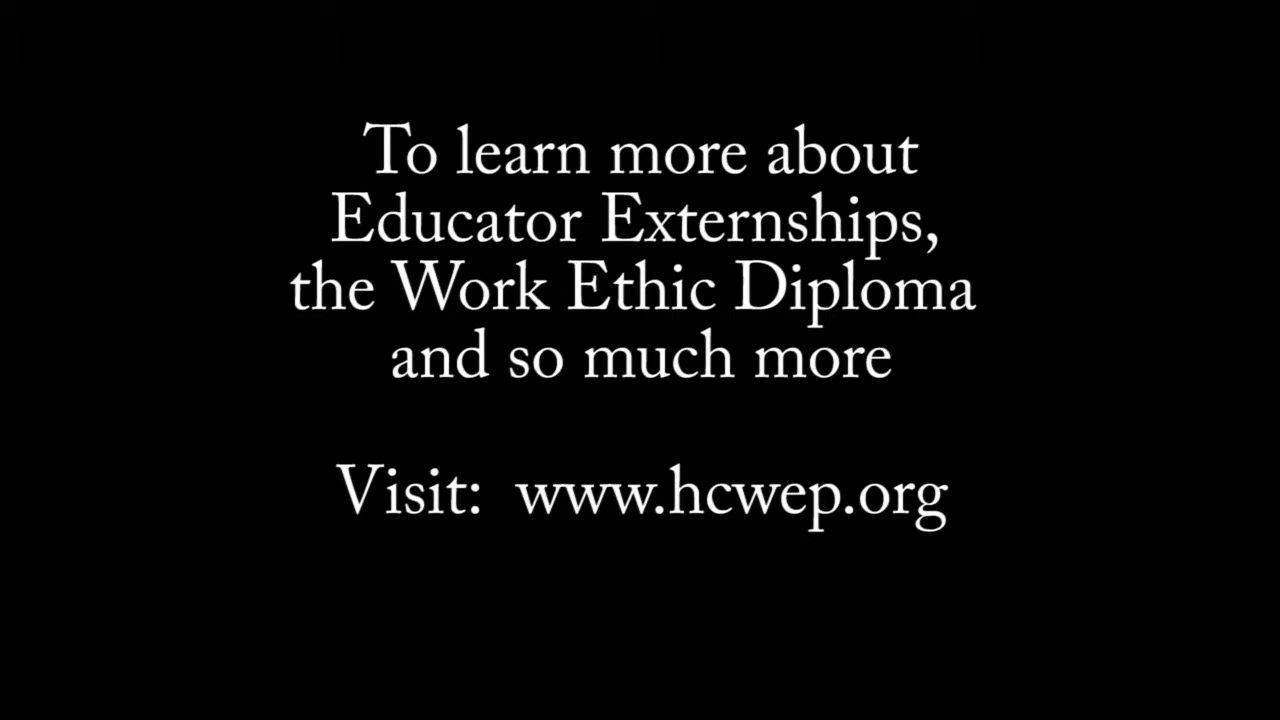 To learn more about
Educator Externships,
the Work Ethic Diploma
and so much more
Visit: www.hcwep.org